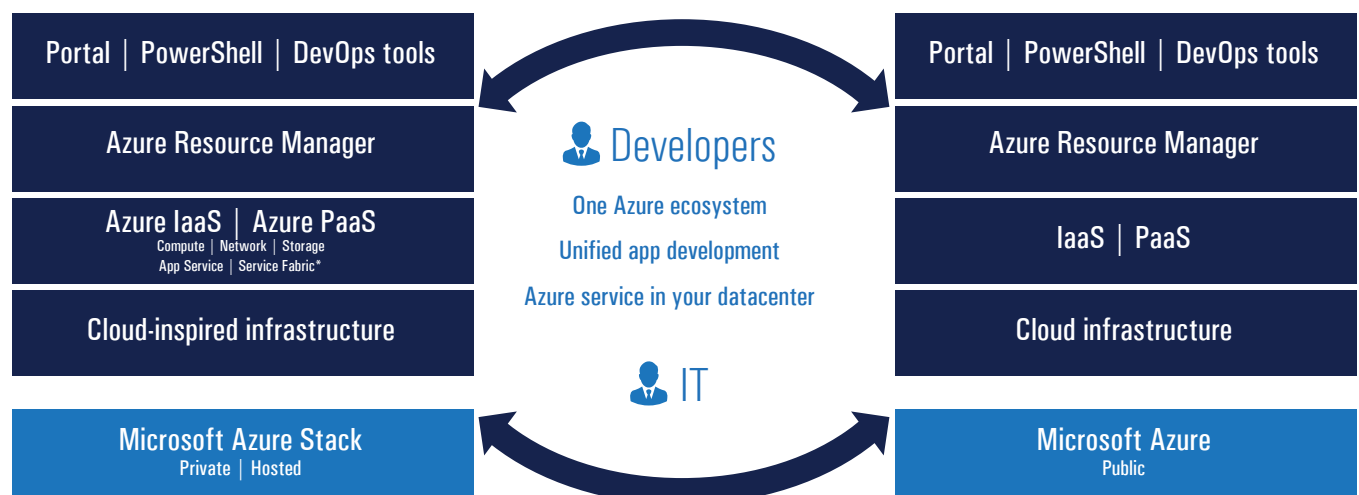 Portal | PowerShell | DevOps tools
Azure Resource Manager
Azure IaaS | Azure PaaS
Compute | Network | Storage
App Service | Service Fabric*
Cloud-inspired infrastructure
Microsoft Azure Stack
Private | Hosted
Developers
One Azure ecosystem
Unified app development
Azure service in your datacenter
IT
Portal | PowerShell | DevOps tools
Azure Resource Manager
IaaS | PaaS
Cloud infrastructure
Microsoft Azure
Public